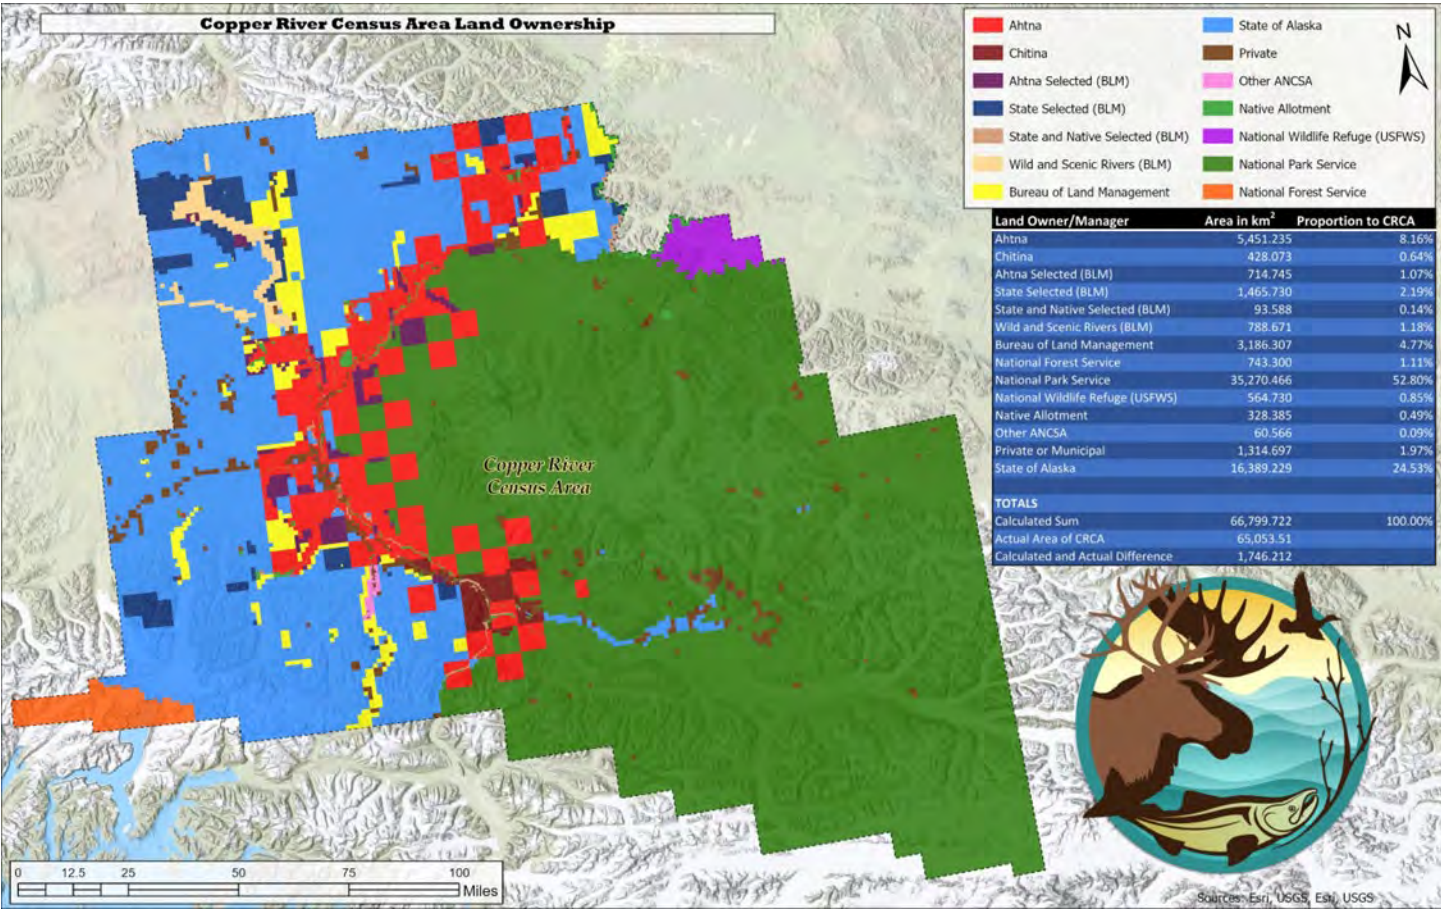 Copper River Census Area Land Ownership
Ahtna
Chitina
Ahtna Selected (BLM)
State Selected (BLM)
State and Native Selected (BLM)
Wild and Scenic Rivers (BLM)
Bureau of Land Management
State of Alaska
Private
Other ANCSA
Native Allotment
National Wildlife Refuge (USFWS)
National Park Service
National Forest Service
N
Land Owner/Manager Area in km² Proportion to CRCA
Ahtna 5,451.235 8.16%
Chitina 428.073 0.64%
Ahtna Selected (BLM) 714.745 1.07%
State Selected (BLM) 1,465.730 2.19%
State and Native Selected (BLM) 93.588 0.14%
Wild and Scenic Rivers (BLM) 788.671 1.18%
Bureau of Land Management 3,186.307 4.77%
National Forest Service 743.300 1.11%
National Park Service 35,270.466 52.80%
National Wildlife Refuge (USFWS) 564.730 0.85%
Native Allotment 328.385 0.49%
Other ANCSA 60.566 0.09%
Private or Municipal 1,314.697 1.97%
State of Alaska 16,389.229 24.53%
TOTALS
Calculated Sum 66,799.722 100.00%
Actual Area of CRCA 65,053.51
Calculated and Actual Difference 1,746.212
Copper River
Census Area
0 12.5 25 50 75 100
Miles
Sources: Esri, USGS, Esri, USGS